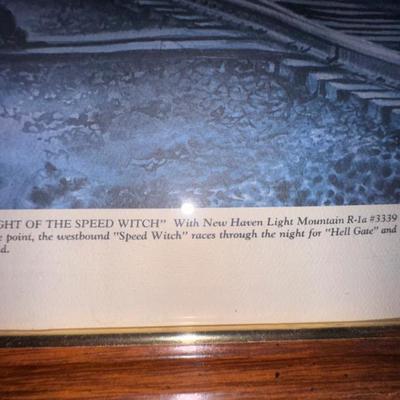 GHT OF THE SPEED WITCH" With New Haven Light Mountain R-1a #3339
point, the westbound "Speed Witch" races through the night for "Hell Gate" and
d.